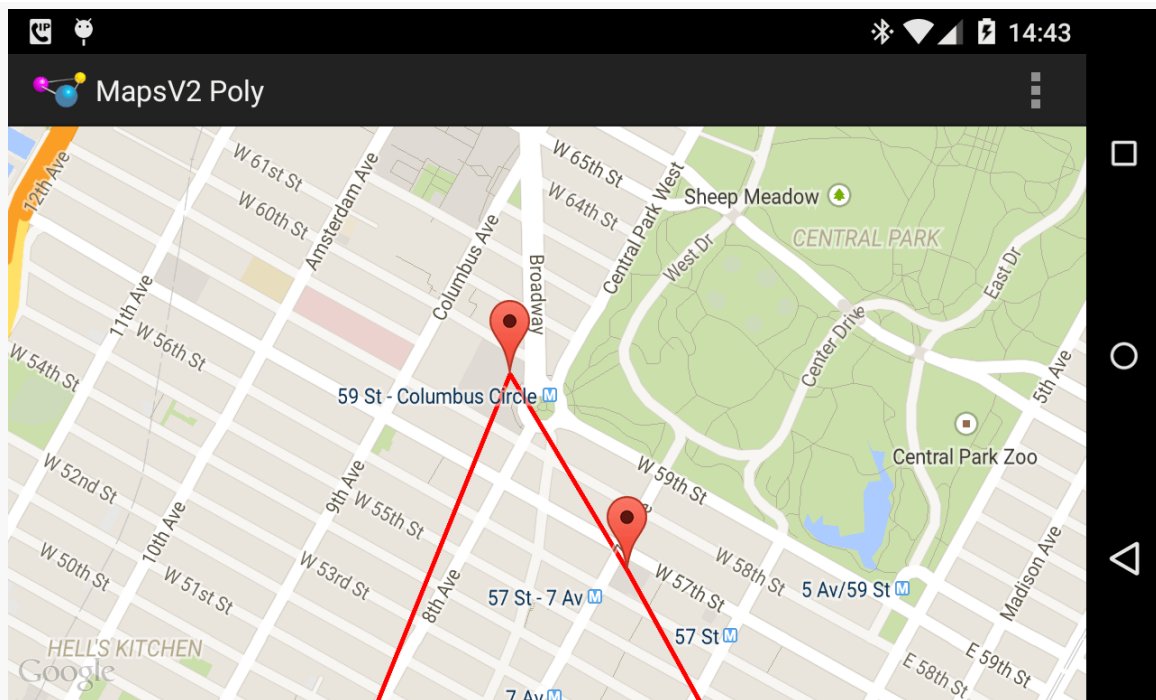 IP
14:43
MapsV2 Poly
12th Ave
W 61st St
W 60th St
Amsterdam Ave
W 65th St
W 64th St
Central Park West
Sheep Meadow
CENTRAL PARK
West Dr
East Dr
Columbus Ave
Broadway
11th Ave
W 56th St
W 54th St
Center Drive
5th Ave
59 St - Columbus Circle M
Central Park Zoo
W 52nd St
9th Ave
W 59th St
W 55th St
10th Ave
W 50th St
W 51st St
W 53rd St
8th Ave
57 St - 7 Av M
W 57th St
W 58th St
5 Av/59 St M
Madison Ave
57 St M
HELL'S KITCHEN
Google
E 58th St
E 59th St
7 Av M